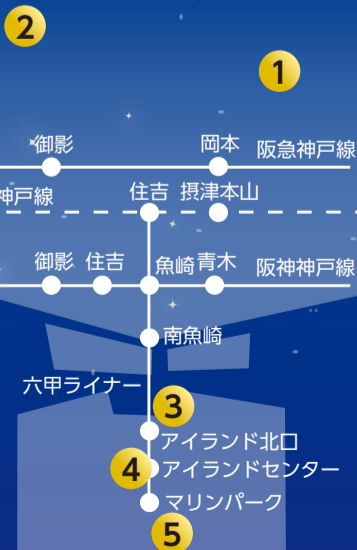 2
1
御影
岡本
阪急神戸線
神戸線
住吉
摂津本山
御影
住吉
魚崎
青木
阪神神戸線
南魚崎
六甲ライナー
3
アイランド北口
4
アイランドセンター
マリンパーク
5